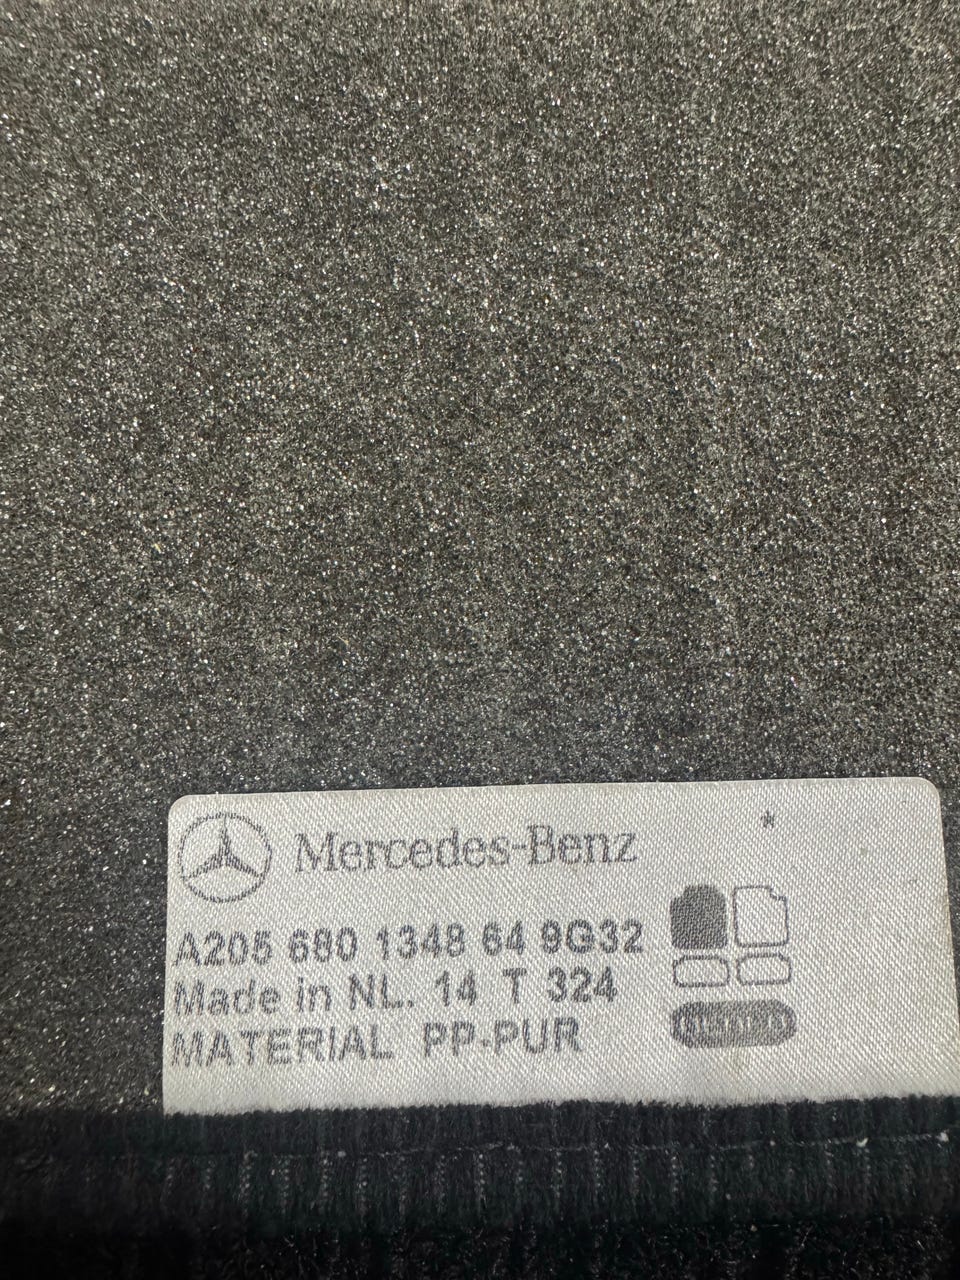 Mercedes-Benz
*
A205 680 1348 64 9G32
Made in NL. 14 T 324
MATERIAL PP-PUR